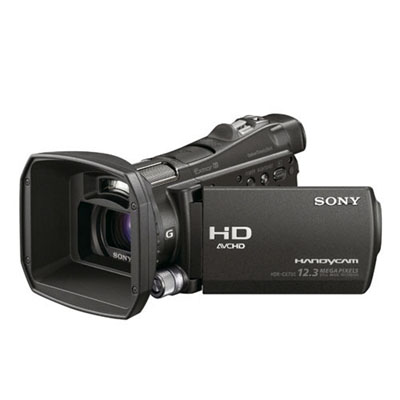 SONY
HD
AVCHD
HANDYCAM
12.3 MEGA PIXELS
G
SONY